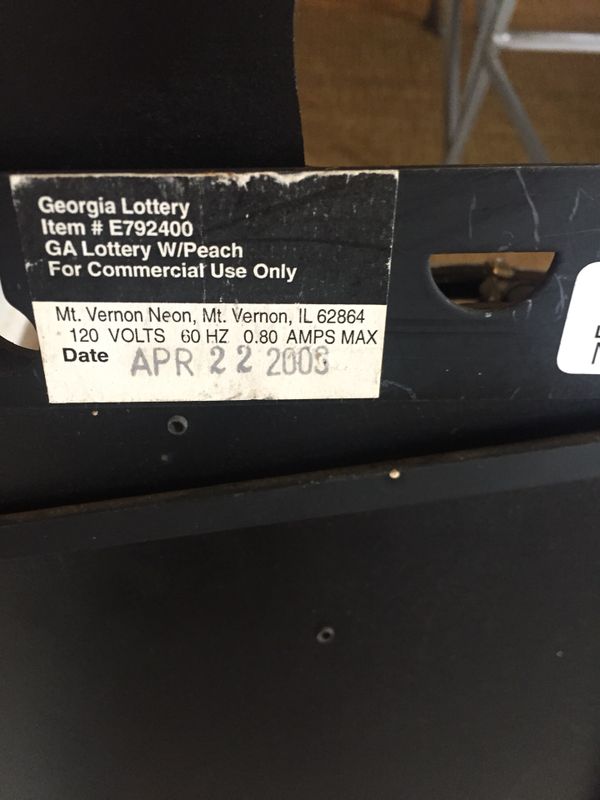 Georgia Lottery
Item # E792400
GA Lottery W/Peach
For Commercial Use Only
Mt. Vernon Neon, Mt. Vernon, IL 62864
120 VOLTS 60 HZ 0.80 AMPS MAX
Date APR 22